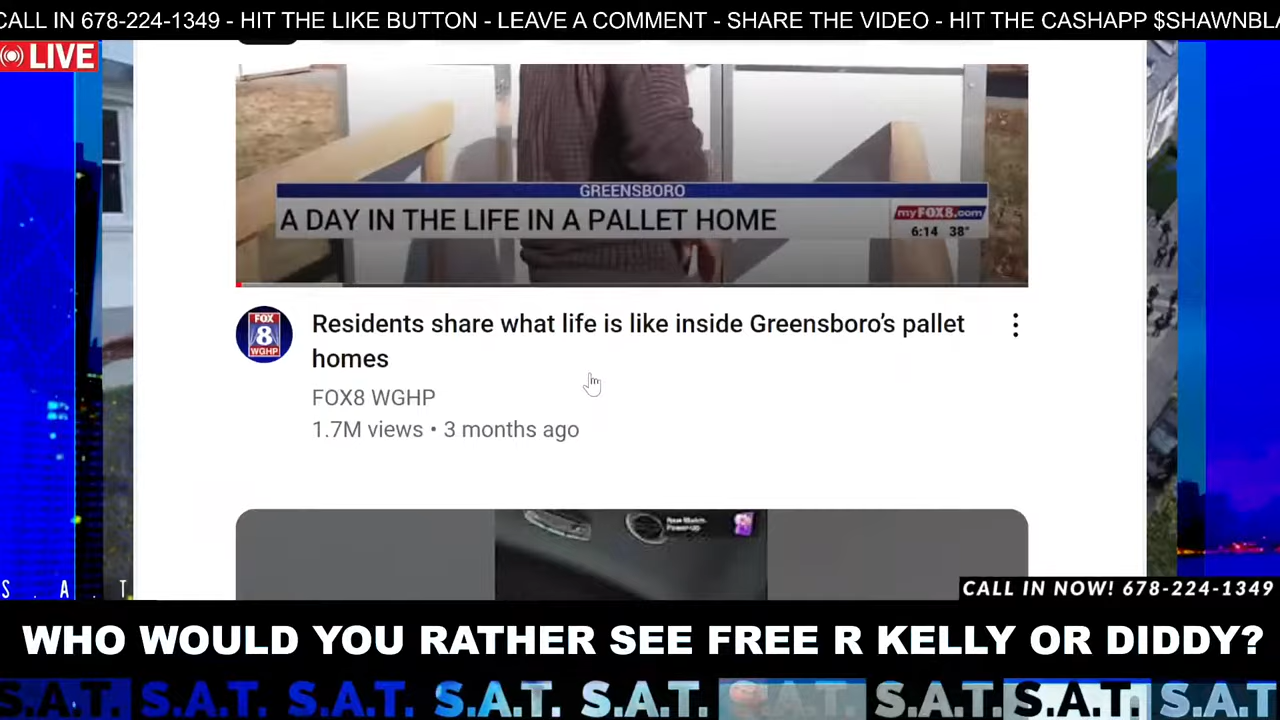 CALL IN 678-224-1349 - HIT THE LIKE BUTTON - LEAVE A COMMENT - SHARE THE VIDEO - HIT THE CASHAPP $SHAWNBLA
LIVE
GREENSBORO
A DAY IN THE LIFE IN A PALLET HOME
myFOX8.com
6:14 38°
FOX
8
WGHP
Residents share what life is like inside Greensboro's pallet
homes
FOX8 WGHP
1.7M views • 3 months ago
S . A . T
CALL IN NOW! 678-224-1349
WHO WOULD YOU RATHER SEE FREE R KELLY OR DIDDY?
S.A.T. S.A.T. S.A.T. S.A.T. S.A.T. S.A.T. S.A.T. S.A.T. S.A.T